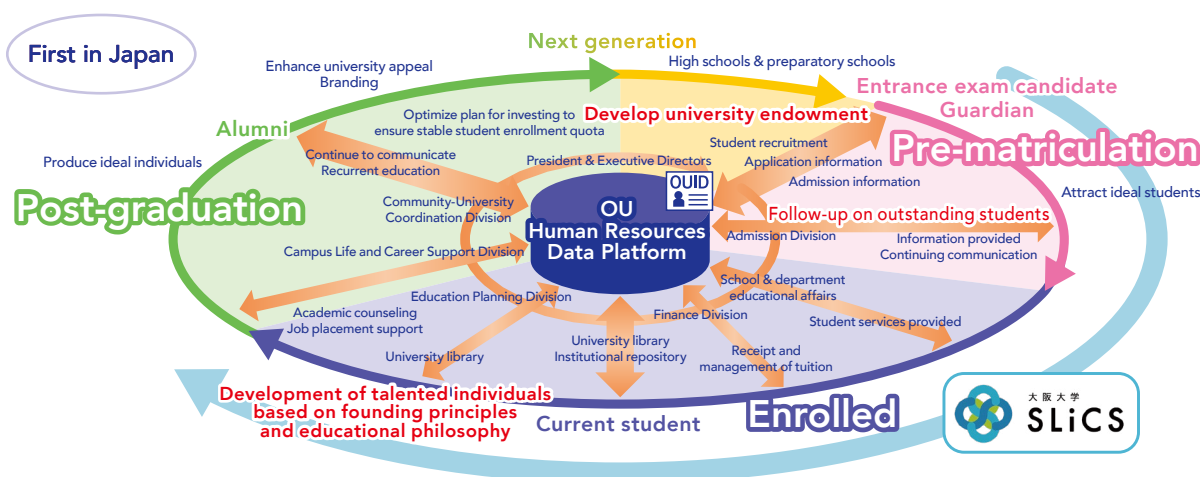 First in Japan
Next generation
Enhance university appeal
Branding
High schools & preparatory schools
Entrance exam candidate
Guardian
Optimize plan for investing to
ensure stable student enrollment quota
Develop university endowment
Alumni
Student recruitment
Application information
Admission information
Pre-matriculation
Produce ideal individuals
Continue to communicate
Recurrent education
President & Executive Directors
OUID
Attract ideal students
Post-graduation
Community-University
Coordination Division
OU
Human Resources
Data Platform
Follow-up on outstanding students
Admission Division
Information provided
Continuing communication
Campus Life and Career Support Division
School & department
educational affairs
Education Planning Division
Finance Division
Academic counseling
Job placement support
Student services provided
University library
University library
Institutional repository
Receipt and
management of tuition
Development of talented individuals
based on founding principles
and educational philosophy
Current student
Enrolled
大阪大学
SLiCS